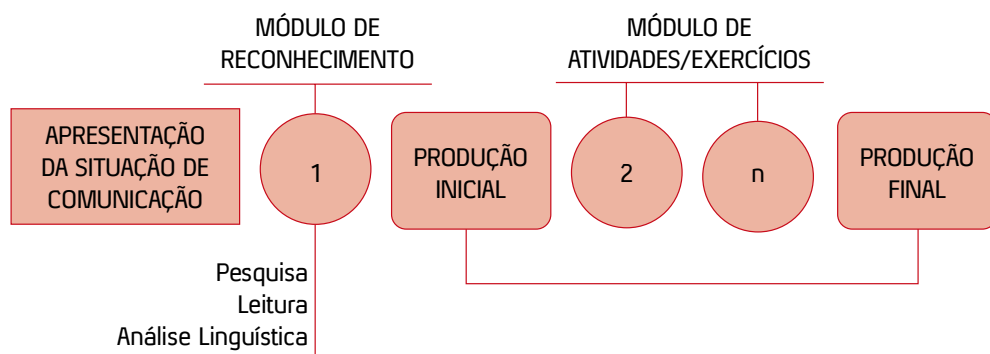 MÓDULO DE
RECONHECIMENTO
MÓDULO DE
ATIVIDADES/EXERCÍCIOS
APRESENTAÇÃO
DA SITUAÇÃO DE
COMUNICAÇÃO
1
PRODUÇÃO
INICIAL
2
n
PRODUÇÃO
FINAL
Pesquisa
Leitura
Análise Linguística